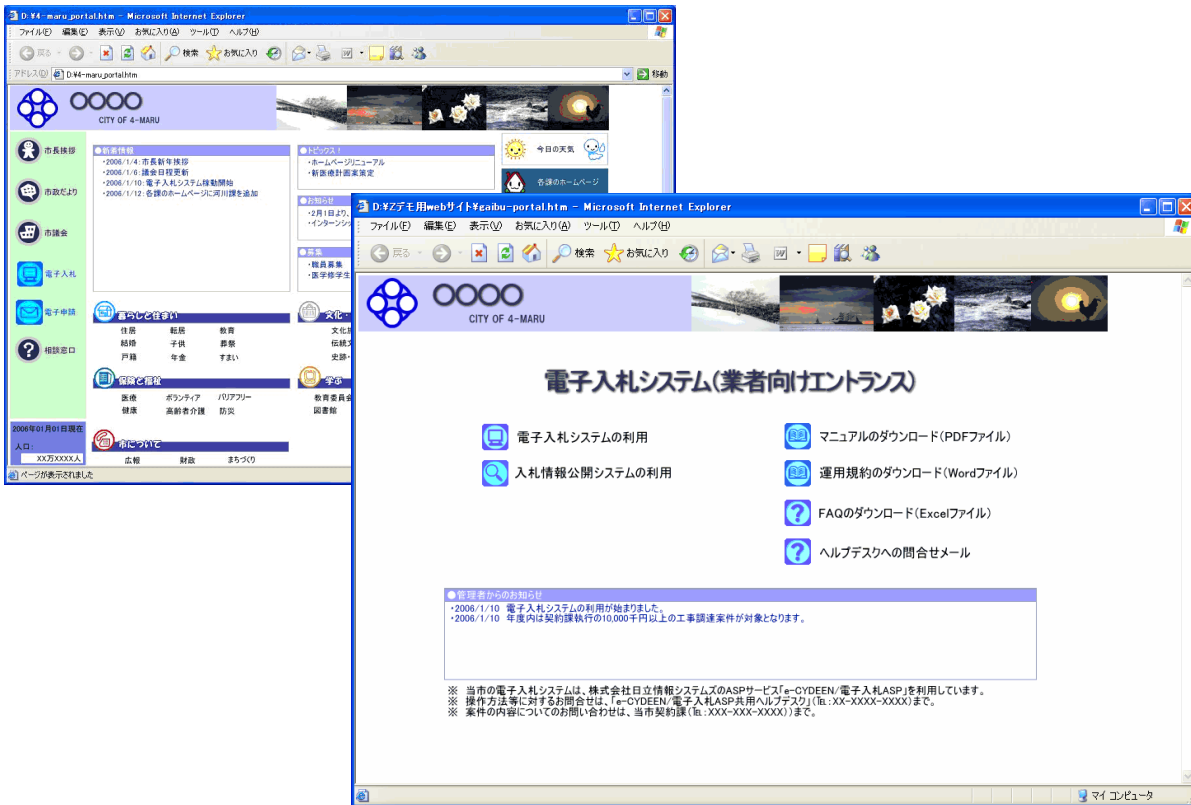 D:¥4-maru_portal.htm - Microsoft Internet Explorer
ファイル(F) 編集(E) 表示(V) お気に入り(A) ツール(T) ヘルプ(H)
戻る 検索 お気に入り
アドレス(D) D:¥4-maru_portal.htm 移動
○○○○
CITY OF 4-MARU
市長挨拶
市政だより
市議会
電子入札
電子申請
相談窓口
2006年01月01日現在
人口:
XX万XXXX人
●新着情報
・2006/1/4:市長新年挨拶
・2006/1/6:議会日程更新
・2006/1/10:電子入札システム稼動開始
・2006/1/12:各課のホームページに河川課を追加
●トピックス!
・ホームページリニューアル
・新医療計画案策定
●お知らせ
・2月1日より、
・インターンシッ
●募集
・職員募集
・医学修学生
今日の天気
各課のホームページ
暮らしと住まい
住居 転居 教育
結婚 子供 葬祭
戸籍 年金 すまい
文化・
伝統文
史跡・
保険と福祉
医療 ボランティア バリアフリー
健康 高齢者介護 防災
学ぶ
教育委員会
図書館
市について
広報 財政 まちづくり
ページが表示されました
D:¥Zデモ用webサイト¥gaibu-portal.htm - Microsoft Internet Explorer
ファイル(F) 編集(E) 表示(V) お気に入り(A) ツール(T) ヘルプ(H)
戻る 検索 お気に入り
○○○○
CITY OF 4-MARU
電子入札システム(業者向けエントランス)
電子入札システムの利用
入札情報公開システムの利用
マニュアルのダウンロード(PDFファイル)
運用規約のダウンロード(Wordファイル)
FAQのダウンロード(Excelファイル)
ヘルプデスクへの問合せメール
●管理者からのお知らせ
・2006/1/10 電子入札システムの利用が始まりました。
・2006/1/10 年度内は契約課執行の10,000千円以上の工事調達案件が対象となります。
※ 当市の電子入札システムは、株式会社日立情報システムズのASPサービス「e-CYDEEN/電子入札ASP」を利用しています。
※ 操作方法等に対するお問合せは、「e-CYDEEN/電子入札ASP共用ヘルプデスク」(℡:XX-XXXX-XXXX)まで。
※ 案件の内容についてのお問い合わせは、当市契約課(℡:XXX-XXX-XXXX))まで。
マイ コンピュータ